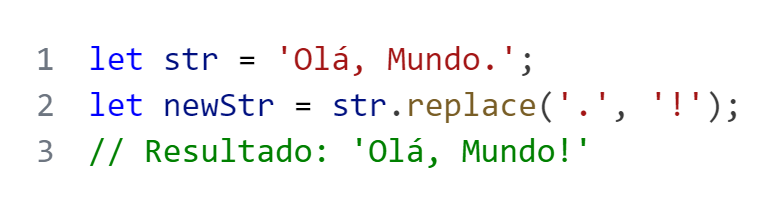 1 let str = 'Olá, Mundo.';
2 let newStr = str.replace('.', '!');
3 // Resultado: 'Olá, Mundo!'